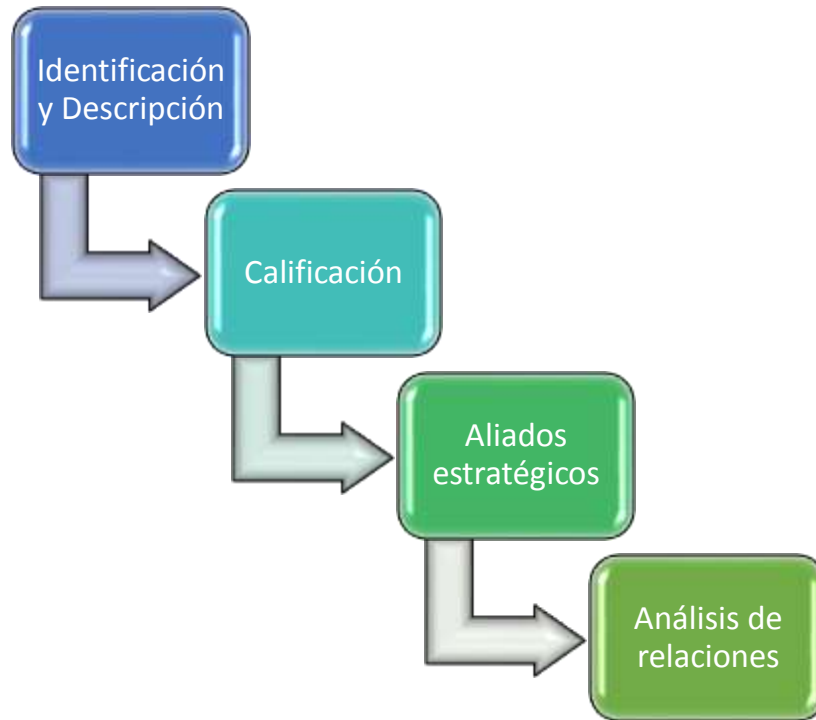 Identificación
y Descripción
Calificación
Aliados
estratégicos
Análisis de
relaciones